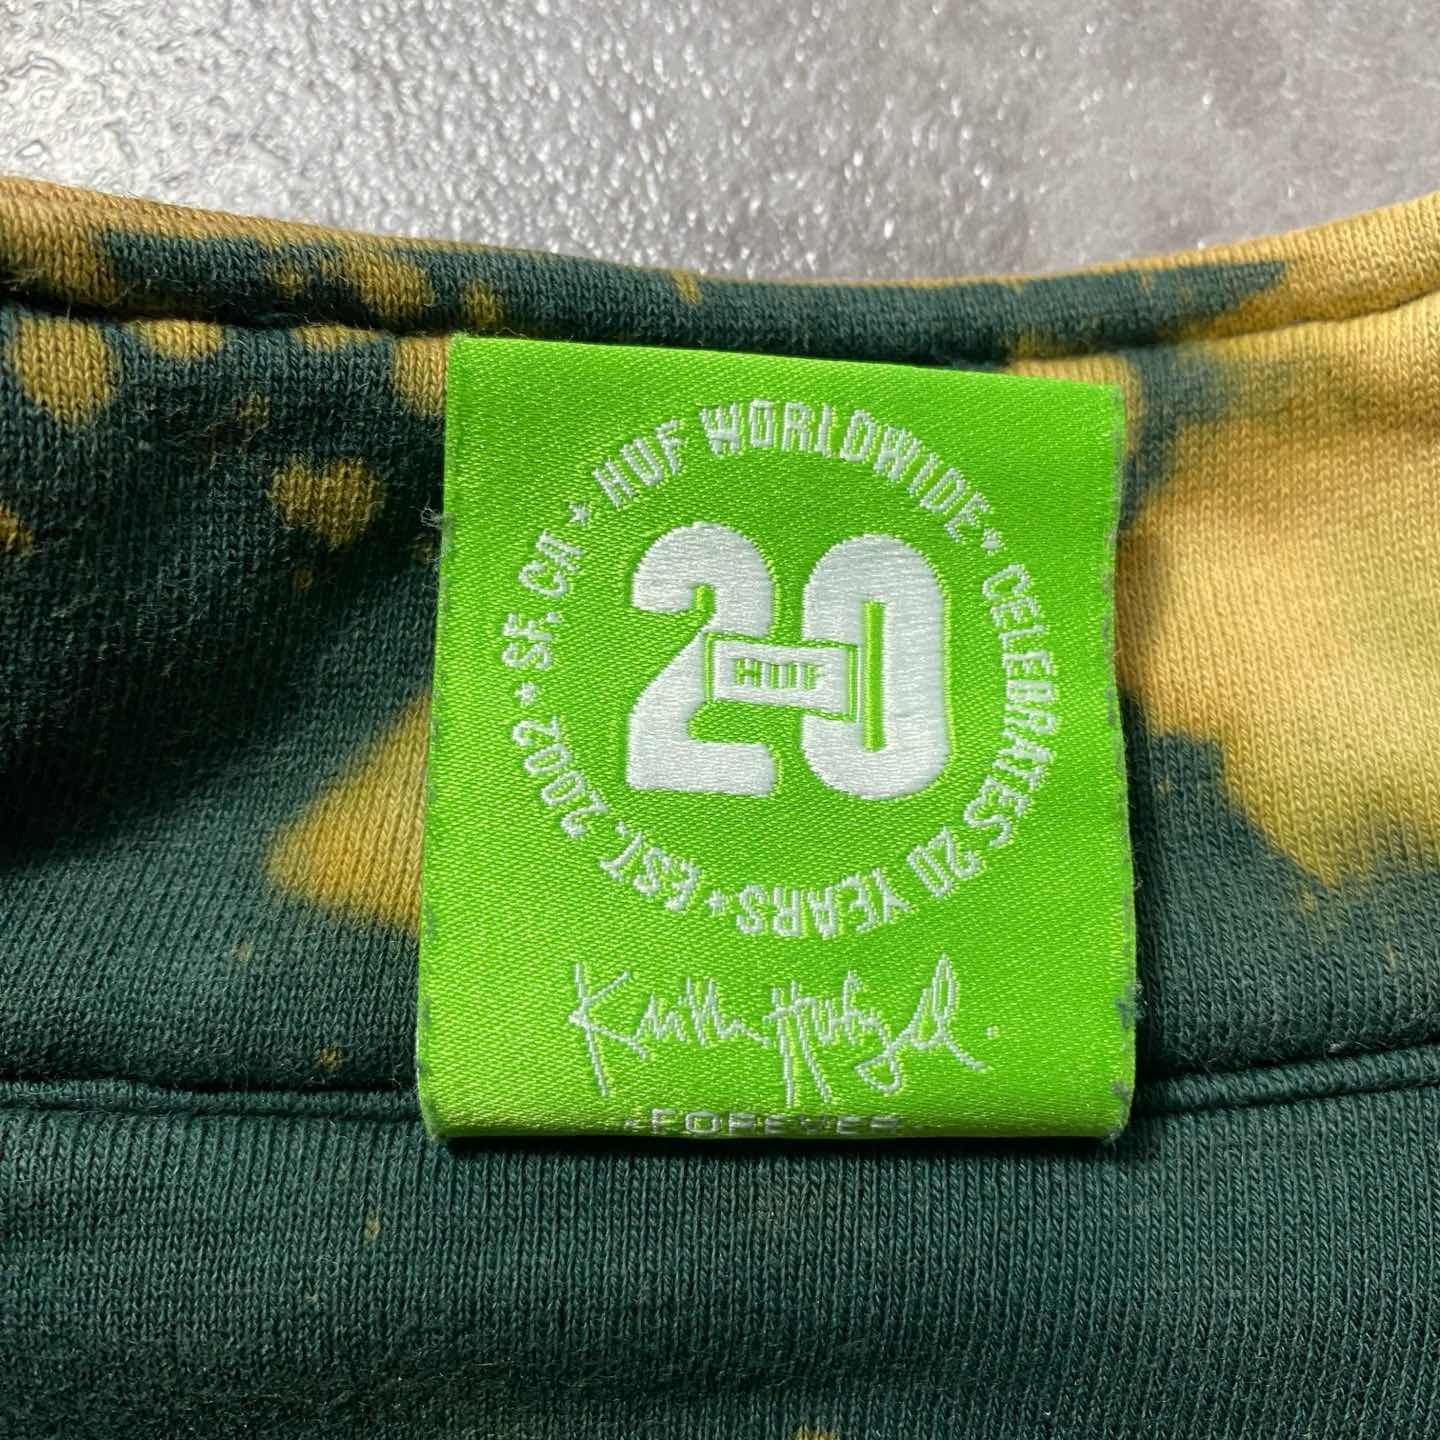 HUF WORLDWIDE * CELEBRATES 20 YEARS * EST. 2002 * SF, CA *
20
HUF
Keith Hufnagel.
·FOREVER·